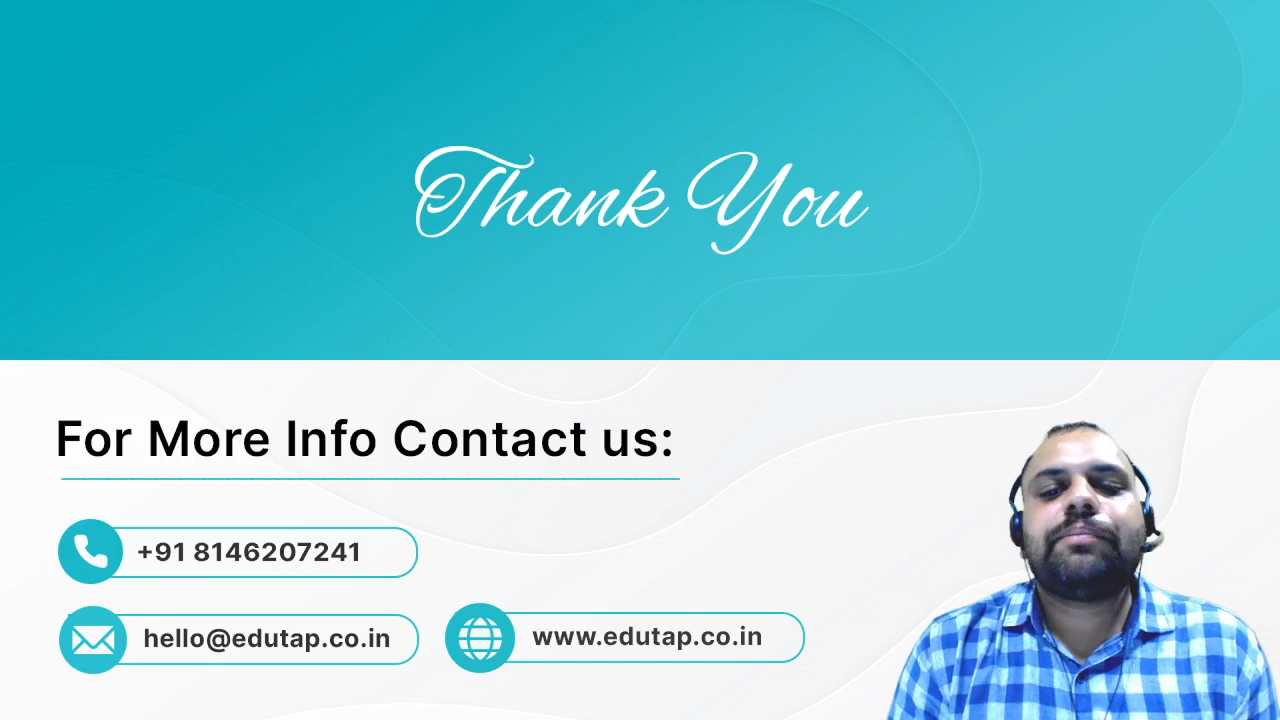 Thank You
For More Info Contact us:
+91 8146207241
hello@edutap.co.in
www.edutap.co.in